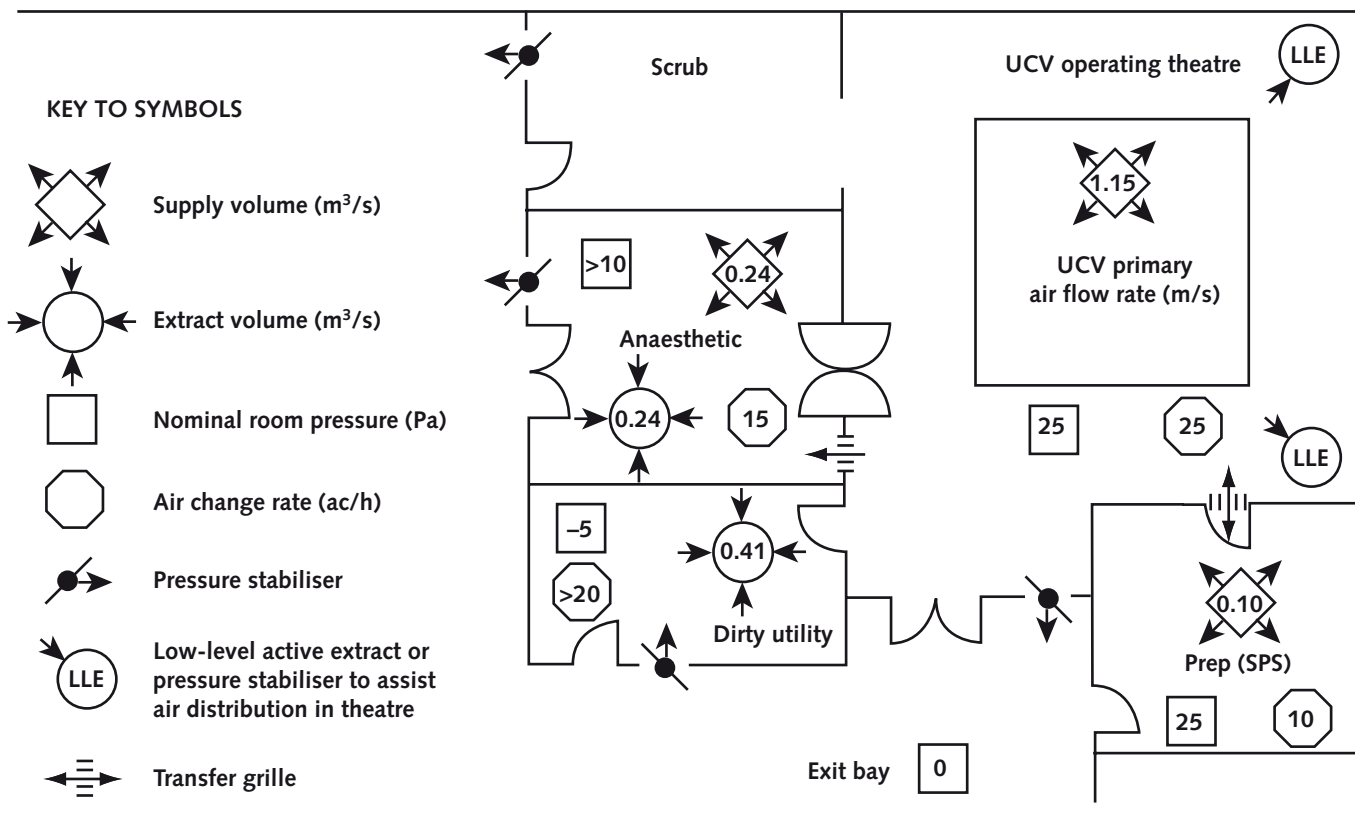 KEY TO SYMBOLS
Supply volume (m³/s)
Extract volume (m³/s)
Nominal room pressure (Pa)
Air change rate (ac/h)
Pressure stabiliser
LLE
Low-level active extract or
pressure stabiliser to assist
air distribution in theatre
Transfer grille
Scrub
UCV operating theatre
LLE
1.15
UCV primary
air flow rate (m/s)
>10
0.24
Anaesthetic
0.24
15
25
25
LLE
–5
0.41
>20
Dirty utility
0.10
Prep (SPS)
25
10
Exit bay
0